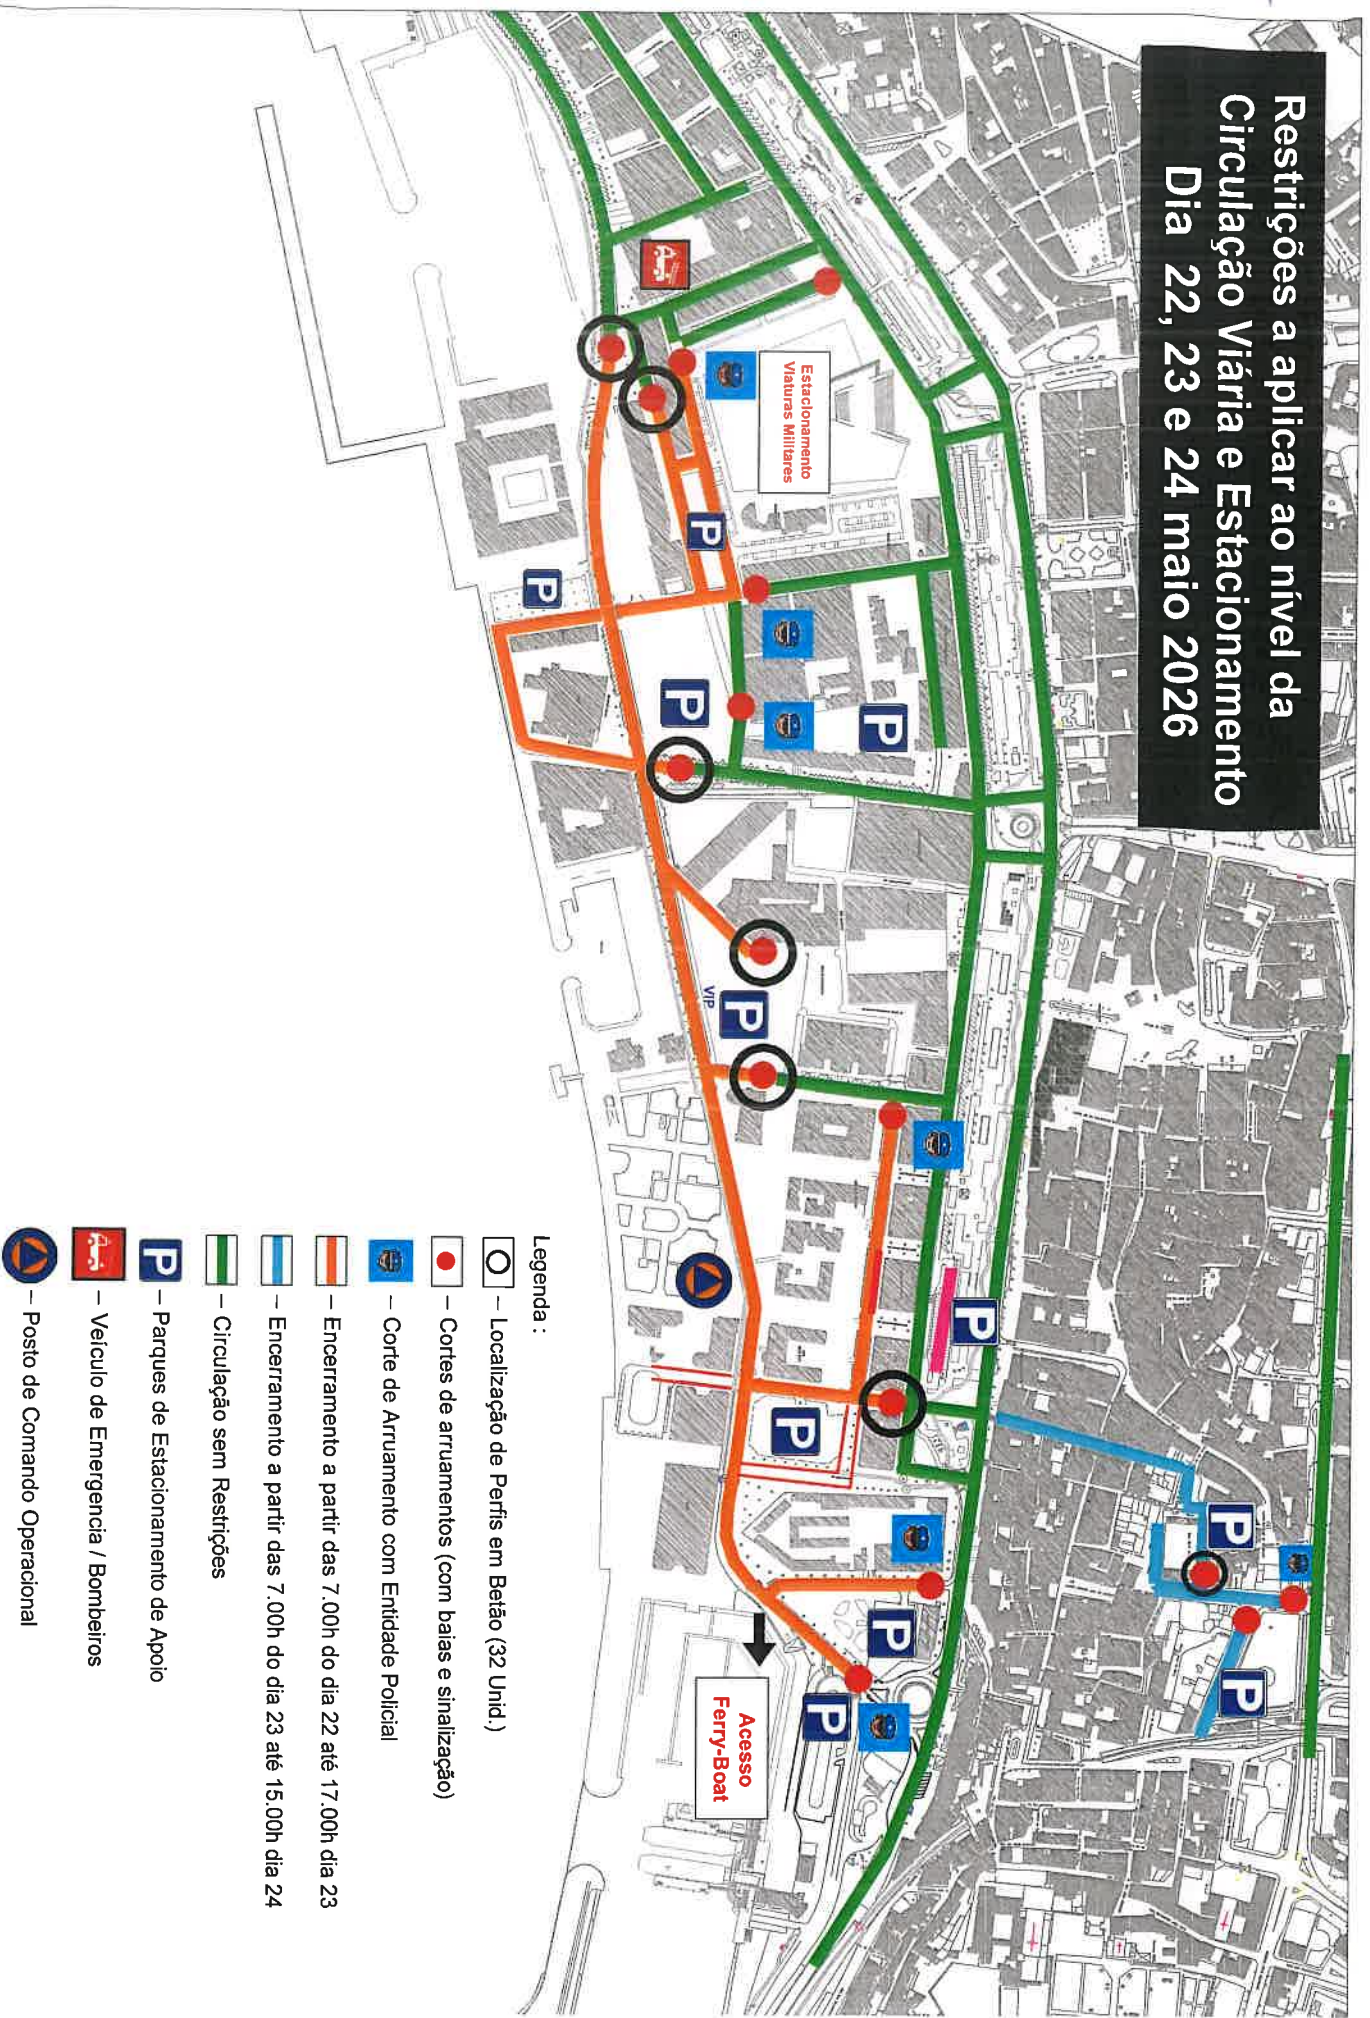 Restrições a aplicar ao nível da
Circulação Viária e Estacionamento
Dia 22, 23 e 24 maio 2026
Estacionamento
Viaturas Militares
P
P
P
P
P
VIP
P
P
P
P
P
P
Acesso
Ferry-Boat
Legenda :
– Localização de Perfis em Betão (32 Unid.)
– Cortes de arruamentos (com baias e sinalização)
– Corte de Arruamento com Entidade Policial
– Encerramento a partir das 7.00h do dia 22 até 17.00h dia 23
– Encerramento a partir das 7.00h do dia 23 até 15.00h dia 24
– Circulação sem Restrições
P – Parques de Estacionamento de Apoio
– Veículo de Emergencia / Bombeiros
– Posto de Comando Operacional